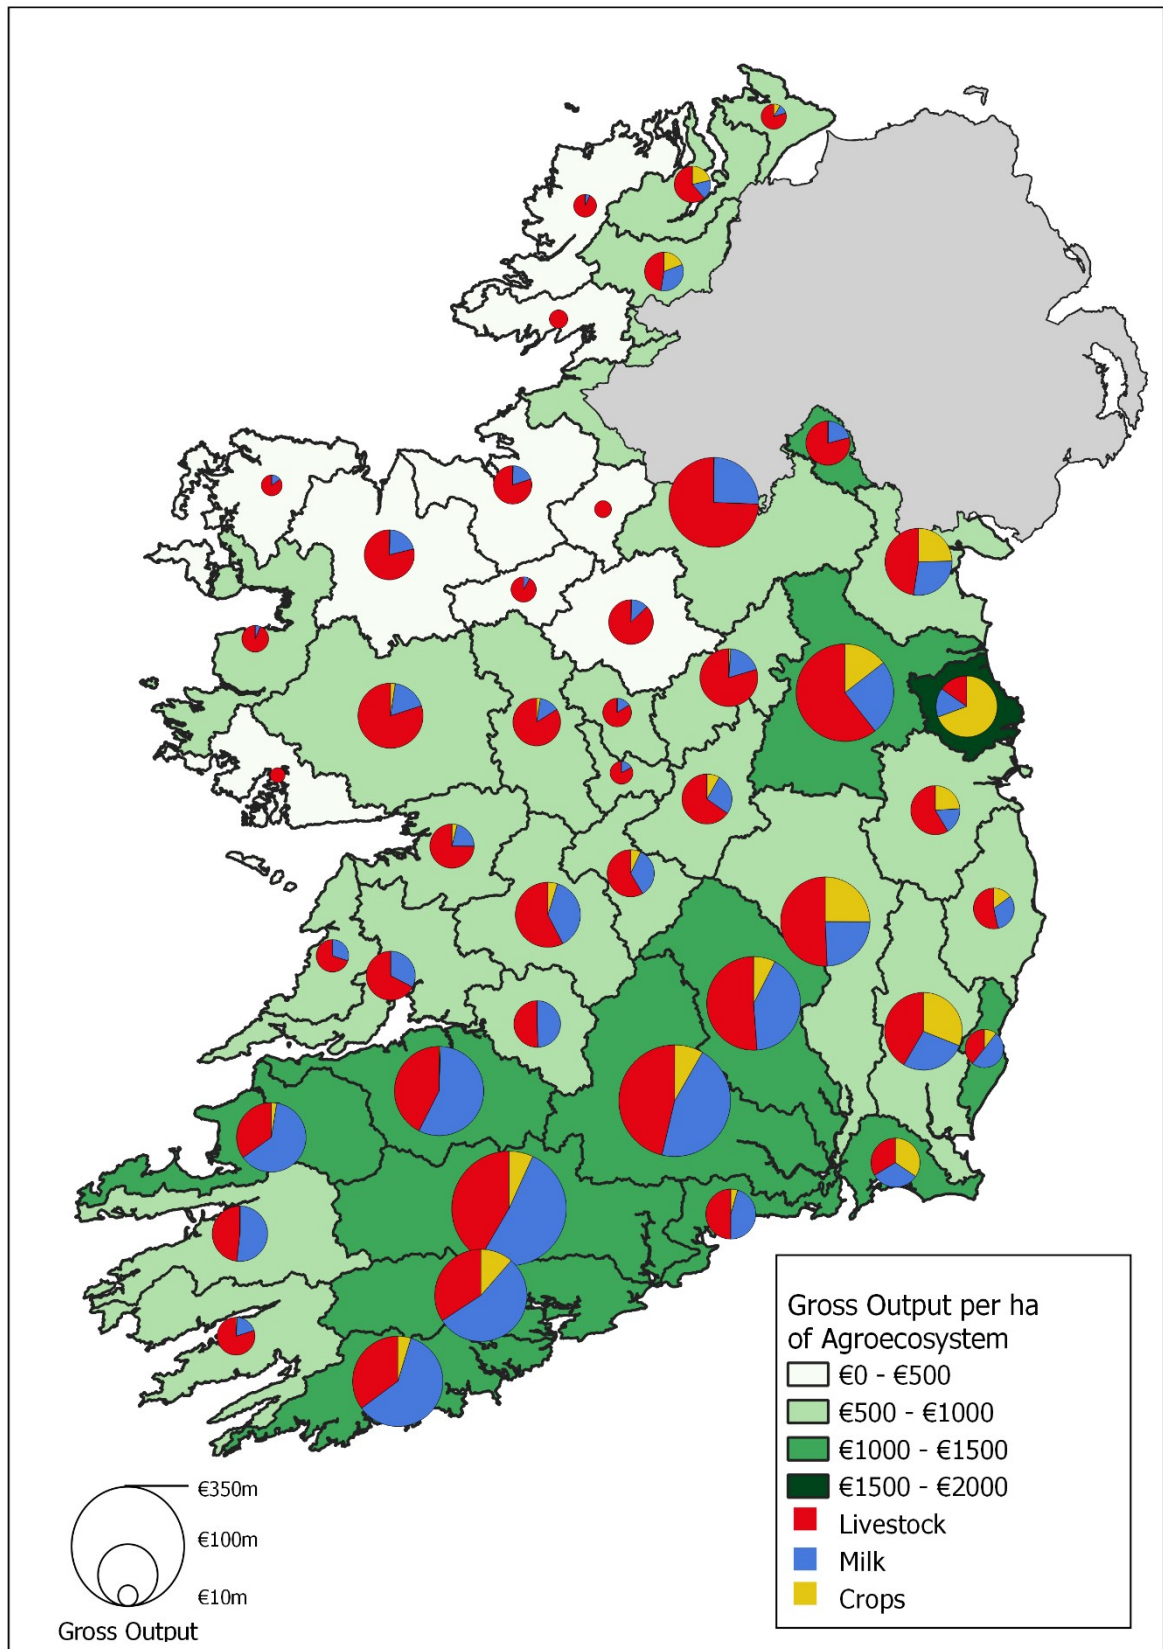 Gross Output per ha
of Agroecosystem
€0 - €500
€500 - €1000
€1000 - €1500
€1500 - €2000
Livestock
Milk
Crops
€350m
€100m
€10m
Gross Output